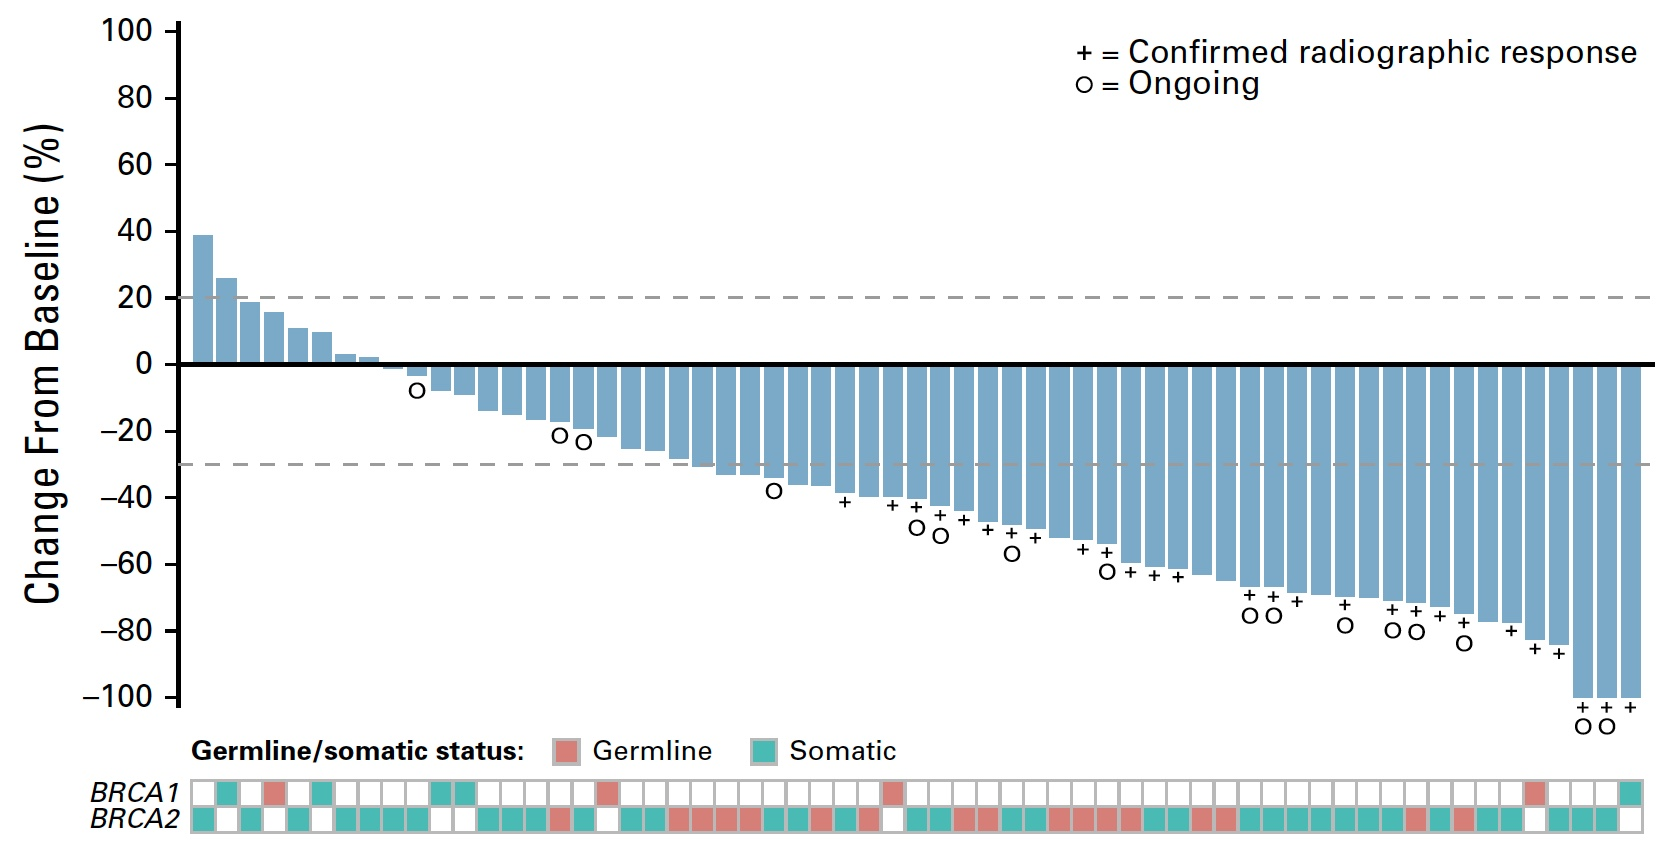 Change From Baseline (%)
100
80
60
40
20
0
−20
−40
−60
−80
−100
+ = Confirmed radiographic response
O = Ongoing
Germline/somatic status: Germline Somatic
BRCA1
BRCA2